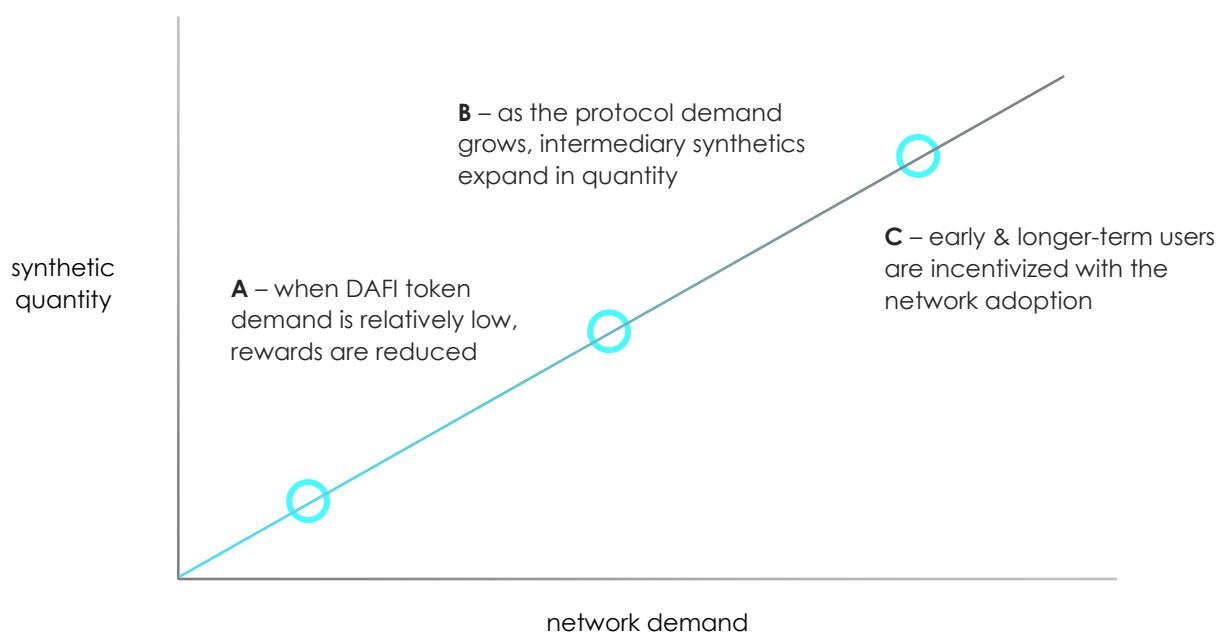 B – as the protocol demand
grows, intermediary synthetics
expand in quantity
C – early & longer-term users
are incentivized with the
network adoption
synthetic
quantity
A – when DAFI token
demand is relatively low,
rewards are reduced
network demand